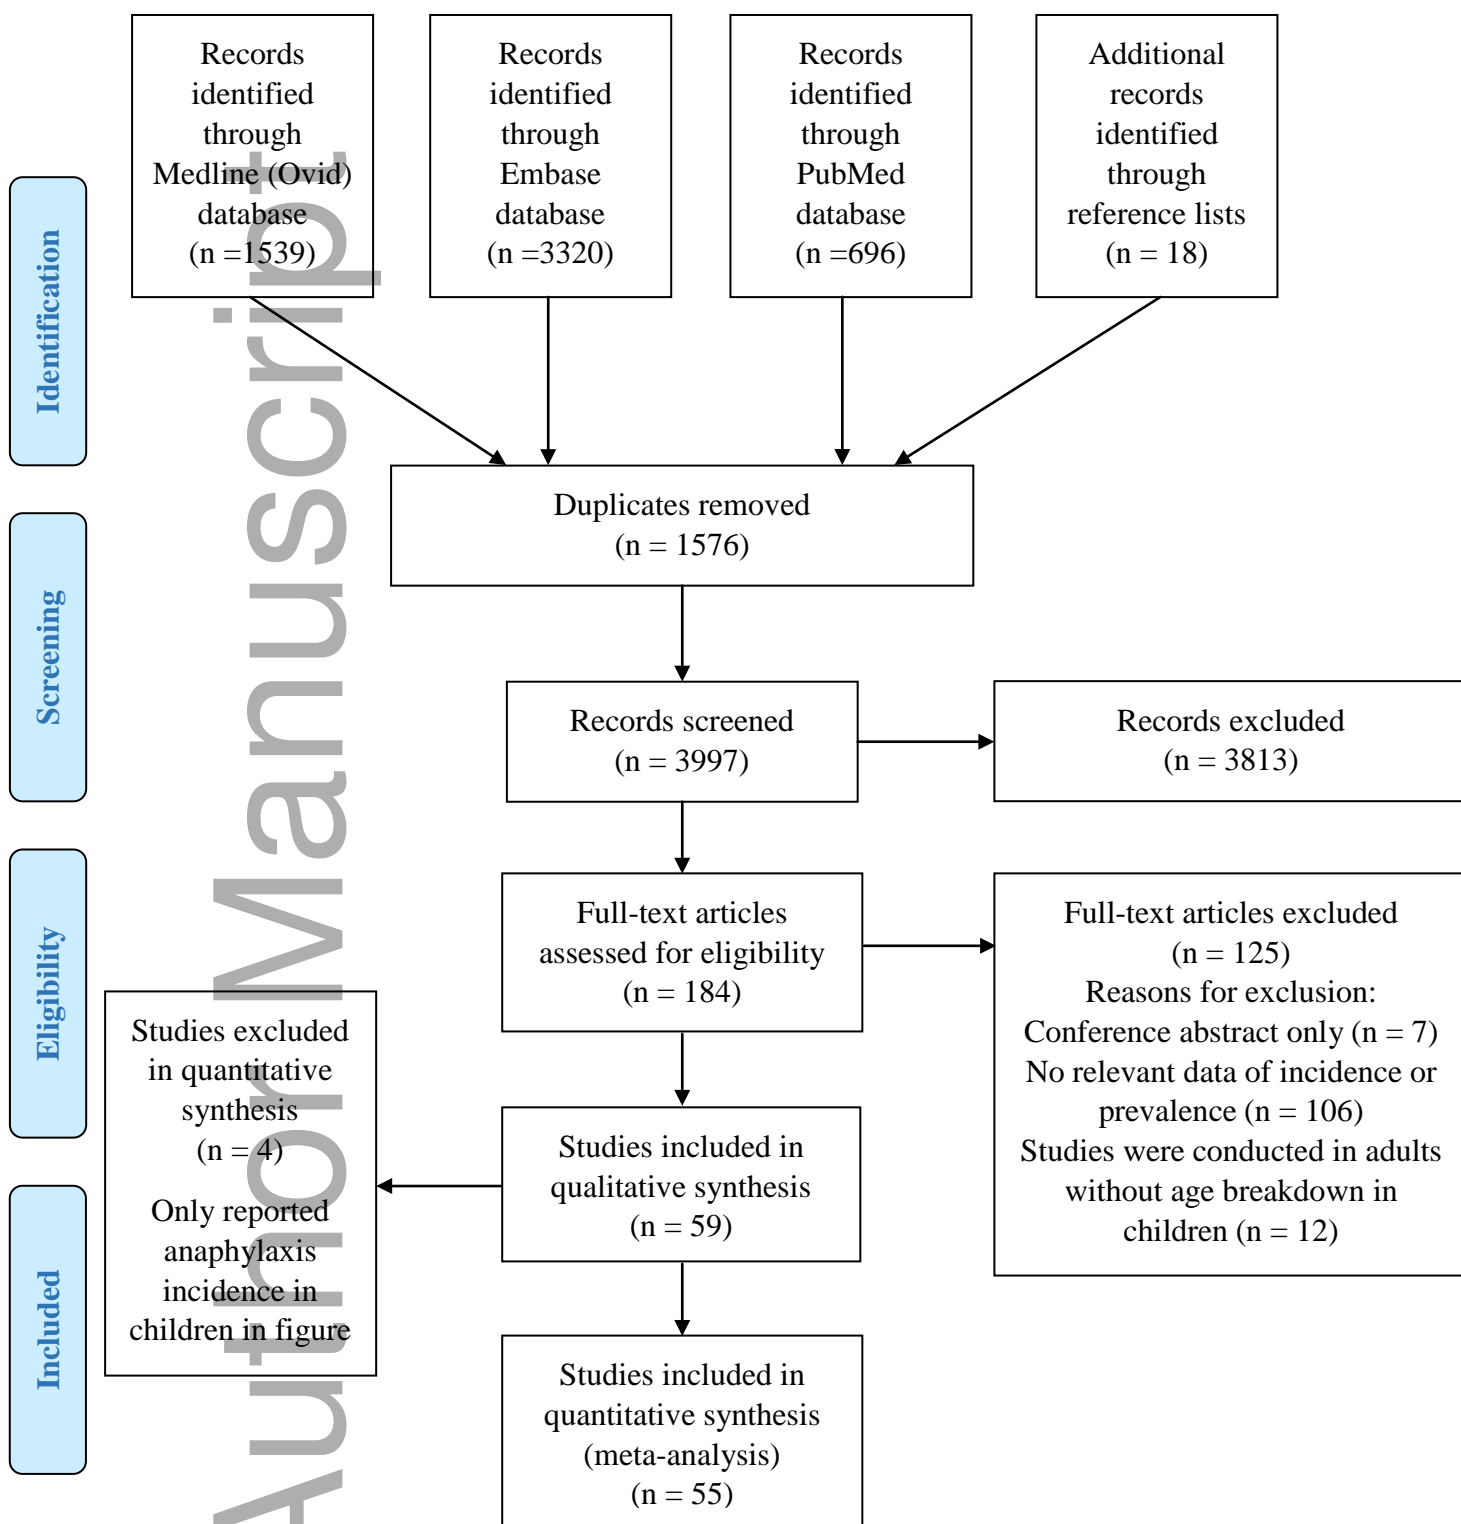 Records
identified
through
Medline (Ovid)
database
(n =1539)
Records
identified
through
Embase
database
(n =3320)
Records
identified
through
PubMed
database
(n =696)
Additional
records
identified
through
reference lists
(n = 18)
Identification
Duplicates removed
(n = 1576)
Screening
Records screened
(n = 3997)
Records excluded
(n = 3813)
Eligibility
Full-text articles
assessed for eligibility
(n = 184)
Full-text articles excluded
(n = 125)
Reasons for exclusion:
Conference abstract only (n = 7)
No relevant data of incidence or
prevalence (n = 106)
Studies were conducted in adults
without age breakdown in
children (n = 12)
Studies excluded
in quantitative
synthesis
(n = 4)
Only reported
anaphylaxis
incidence in
children in figure
Studies included in
qualitative synthesis
(n = 59)
Included
Studies included in
quantitative synthesis
(meta-analysis)
(n = 55)
Author Manuscript